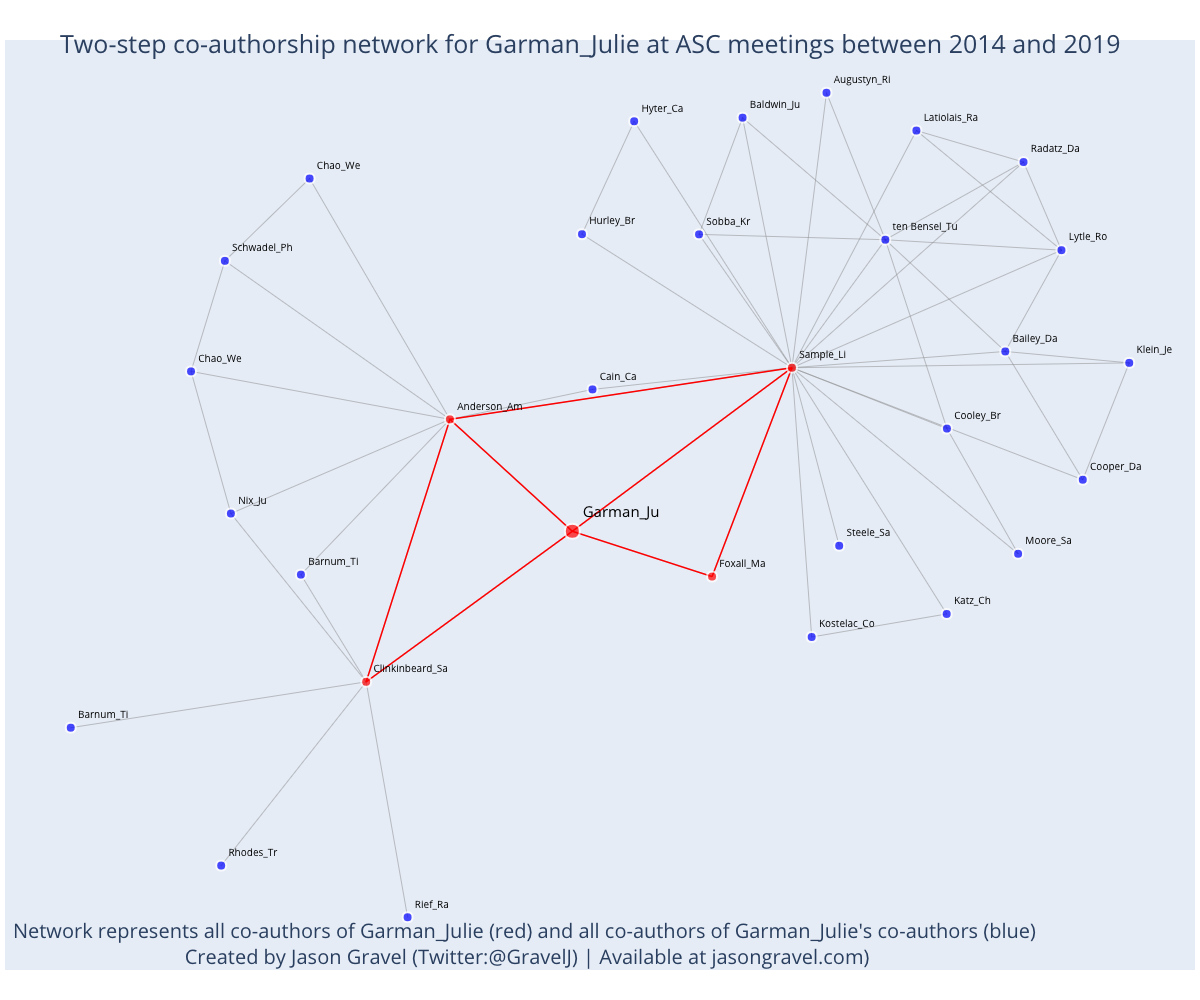 Two-step co-authorship network for Garman_Julie at ASC meetings between 2014 and 2019
Augustyn_Ri
Baldwin_Ju
Hyter_Ca
Latiolais_Ra
Radatz_Da
Chao_We
Hurley_Br
Sobba_Kr
ten Bensel_Tu
Lytle_Ro
Schwadel_Ph
Bailey_Da
Klein_Je
Sample_Li
Chao_We
Cain_Ca
Anderson_Am
Cooley_Br
Cooper_Da
Nix_Ju
Garman_Ju
Steele_Sa
Moore_Sa
Barnum_Ti
Foxall_Ma
Katz_Ch
Kostelac_Co
Clinkinbeard_Sa
Barnum_Ti
Rhodes_Tr
Rief_Ra
Network represents all co-authors of Garman_Julie (red) and all co-authors of Garman_Julie's co-authors (blue)
Created by Jason Gravel (Twitter:@GravelJ) | Available at jasongravel.com)